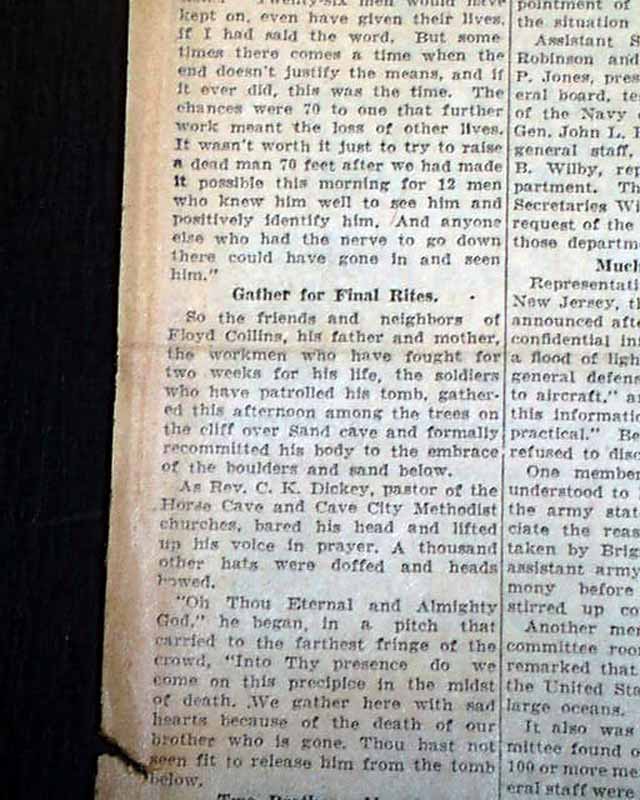 Twenty-six men would have
kept on, even have given their lives,
if I had said the word. But some
times there comes a time when the
end doesn't justify the means, and if
it ever did, this was the time. The
chances were 70 to one that further
work meant the loss of other lives.
It wasn't worth it just to try to raise
a dead man 70 feet after we had made
it possible this morning for 12 men
who knew him well to see him and
positively identify him. And anyone
else who had the nerve to go down
there could have gone in and seen
him."
Gather for Final Rites.
So the friends and neighbors of
Floyd Collins, his father and mother,
the workmen who have fought for
two weeks for his life, the soldiers
who have patrolled his tomb, gather-
ed this afternoon among the trees on
the cliff over Sand cave and formally
recommitted his body to the embrace
of the boulders and sand below.
As Rev. C. K. Dickey, pastor of the
Horse Cave and Cave City Methodist
churches, bared his head and lifted
up his voice in prayer. A thousand
other hats were doffed and heads
bowed.
"Oh Thou Eternal and Almighty
God," he began, in a pitch that
carried to the farthest fringe of the
crowd, "Into Thy presence do we
come on this precipice in the midst
of death. We gather here with sad
hearts because of the death of our
brother who is gone. Thou hast not
seen fit to release him from the tomb
below.
pointment of
the situation
Assistant S
Robinson and
P. Jones, pres
eral board, te
of the Navy
Gen. John L. H
general staff,
B. Wilby, rep
partment. Th
Secretaries Wi
request of the
those departm
Much
Representati
New Jersey, th
announced afte
confidential in
a flood of ligh
general defens
to aircraft," a
this informatio
practical." Be
refused to disc
One member
understood to
the army stat
ciate the reas
taken by Brig
assistant army
mony before
stirred up co
Another mem
committee roo
remarked that
the United Sta
large oceans.
It also was
mittee found o
100 or more me
eral staff were